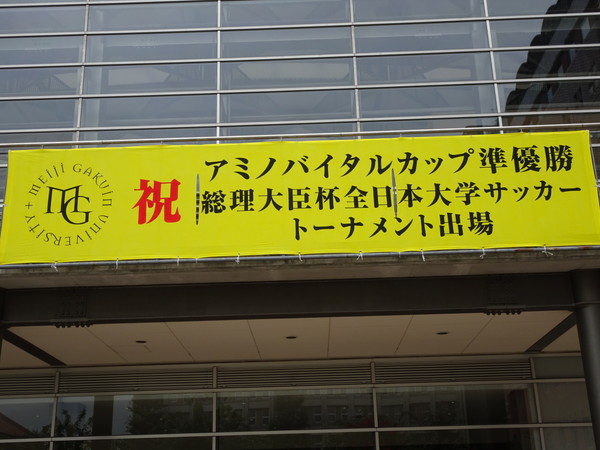 MEIJI GAKUIN UNIVERSITY
MG
祝
アミノバイタルカップ準優勝
総理大臣杯全日本大学サッカー
トーナメント出場